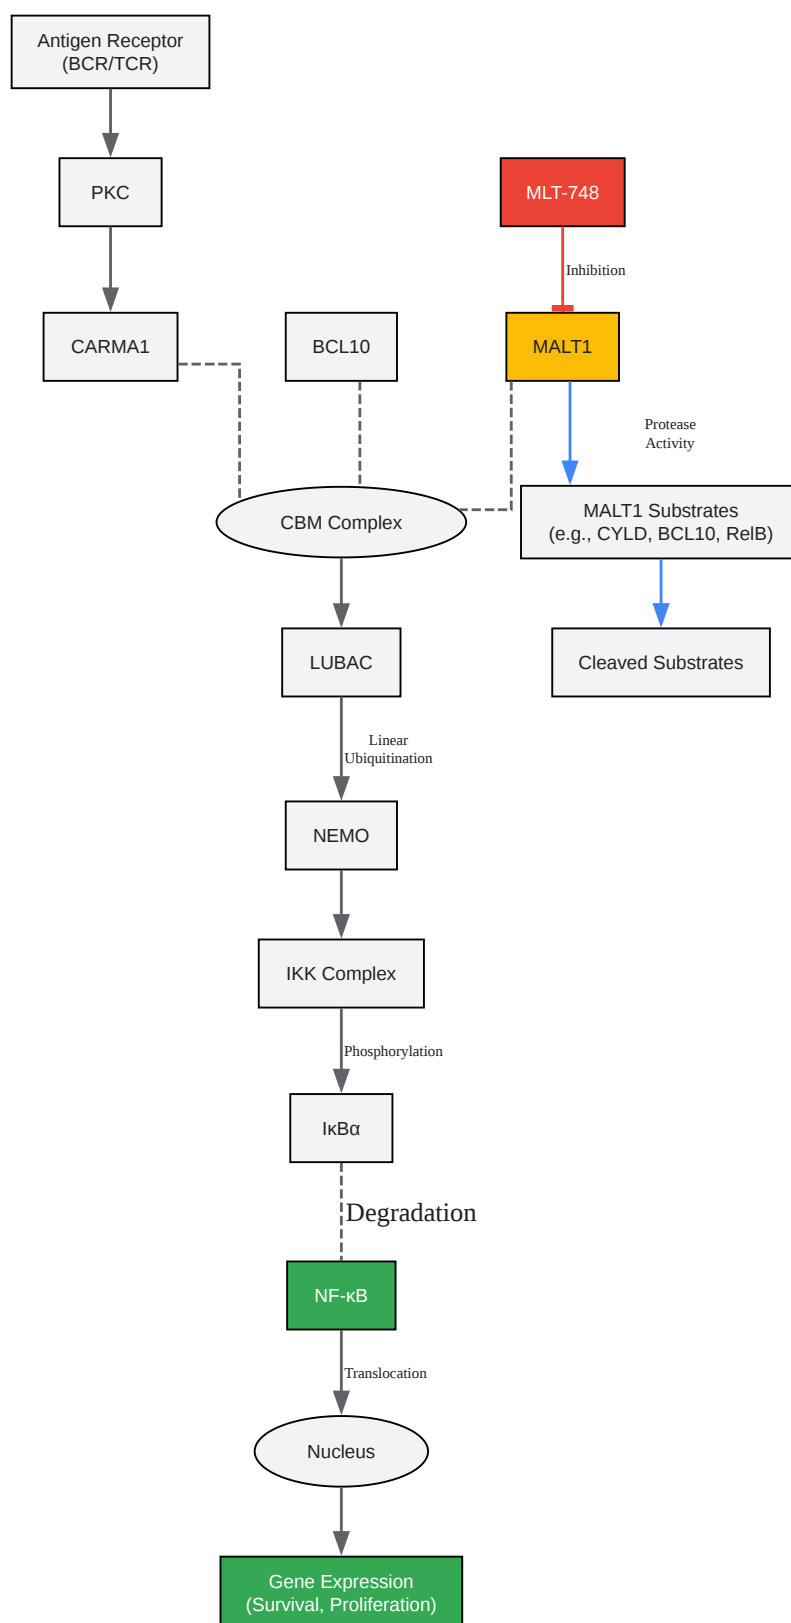 Antigen Receptor
(BCR/TCR)
PKC
MLT-748
Inhibition
CARMA1
BCL10
MALT1
Protease
Activity
CBM Complex
MALT1 Substrates
(e.g., CYLD, BCL10, RelB)
LUBAC
Cleaved Substrates
Linear
Ubiquitination
NEMO
IKK Complex
Phosphorylation
IκBα
Degradation
NF-κB
Translocation
Nucleus
Gene Expression
(Survival, Proliferation)